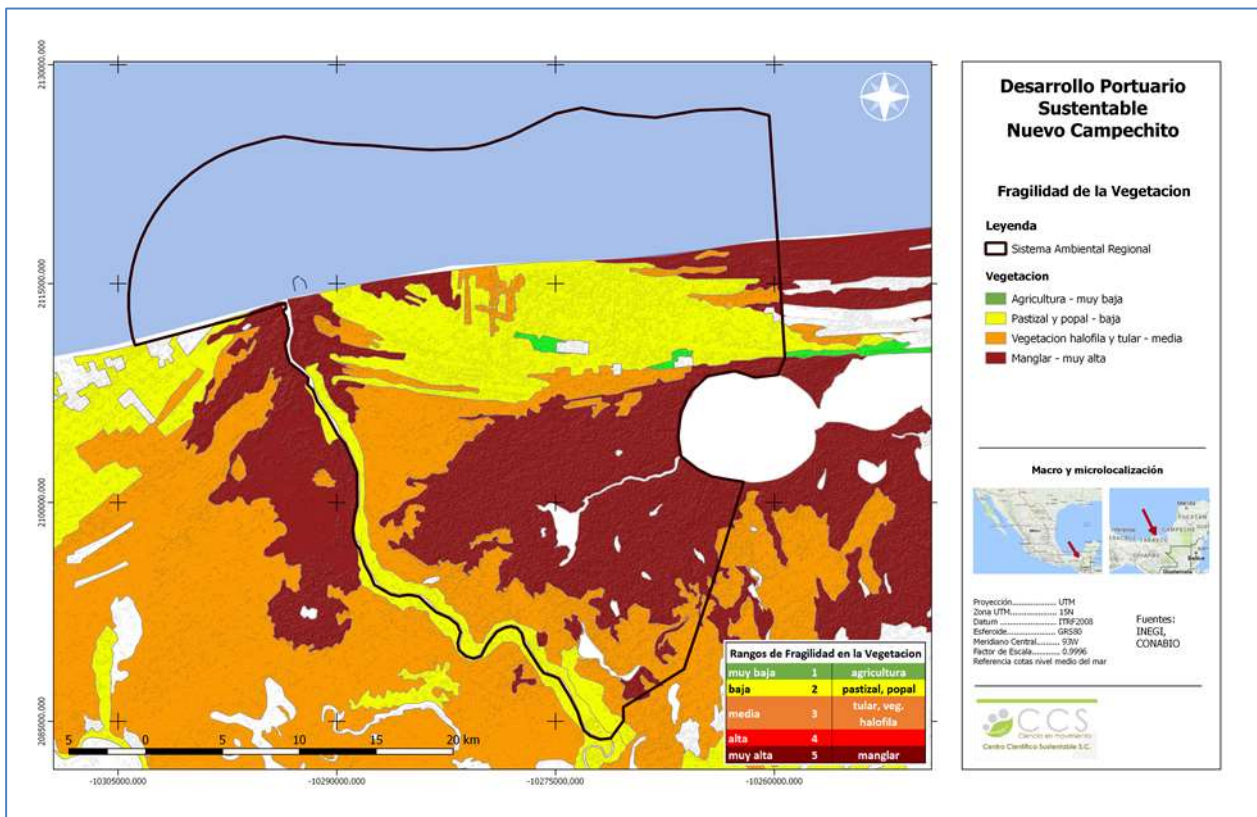 Desarrollo Portuario
Sustentable
Nuevo Campechito
Fragilidad de la Vegetacion
Leyenda
Sistema Ambiental Regional
Vegetacion
Agricultura - muy baja
Pastizal y popal - baja
Vegetacion halofila y tular - media
Manglar - muy alta
Macro y microlocalización
Proyección................... UTM
Zona UTM................... 15N
Datum ................... ITRF2008
Esferoide................... GRS80
Meridiano Central........ 93W
Factor de Escala........... 0.9996
Referencia cotas nivel medio del mar
Fuentes:
INEGI,
CONABIO
CCS
Ciencia en movimiento
Centro Científico Sustentable S.C.
2130000.000
2115000.000
2100000.000
2085000.000
-10305000.000
-10290000.000
-10275000.000
-10260000.000
5 0 5 10 15 20 km
Rangos de Fragilidad en la Vegetacion
muy baja 1 agricultura
baja 2 pastizal, popal
media 3 tular, veg.
halofila
alta 4
muy alta 5 manglar